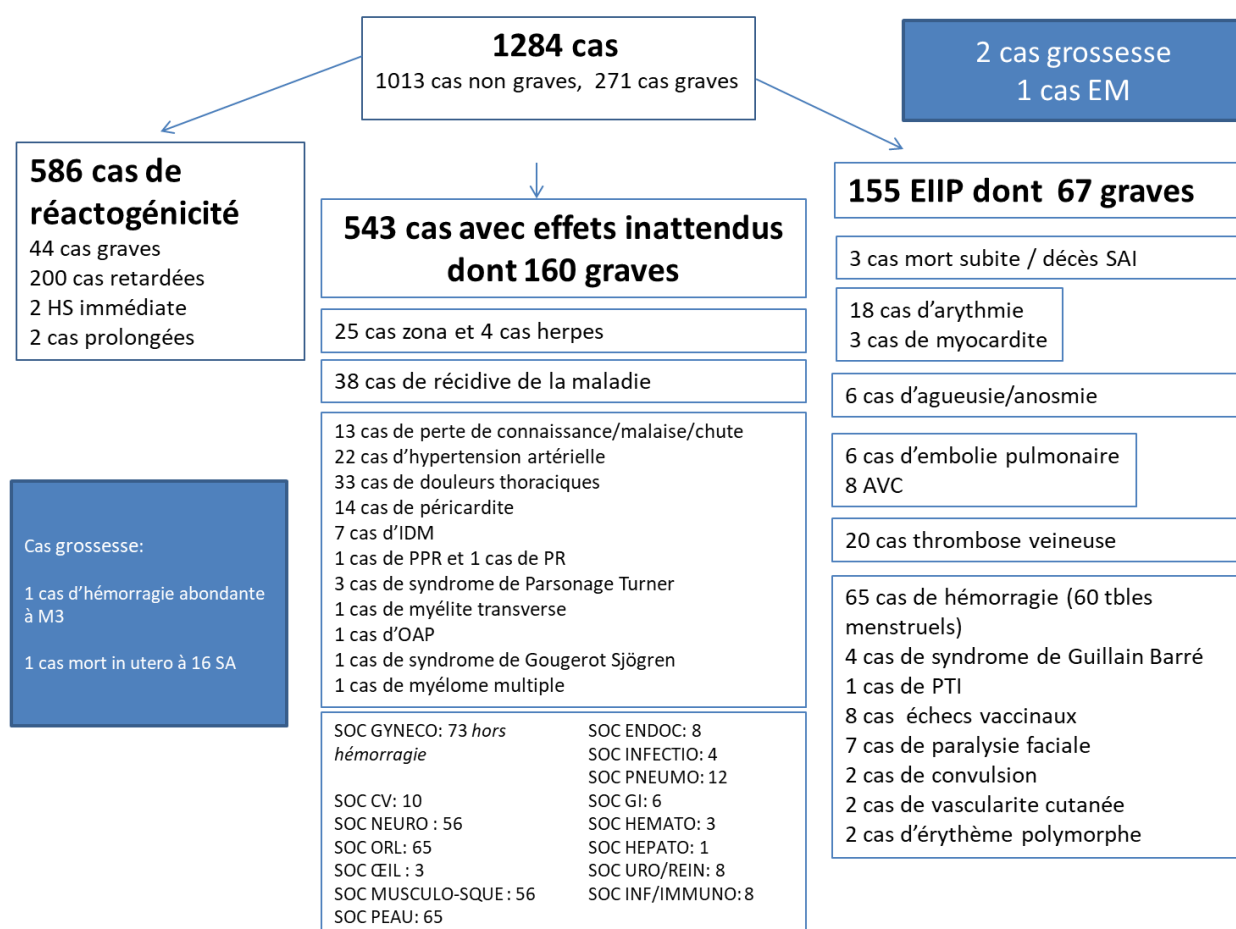 1284 cas
1013 cas non graves, 271 cas graves
2 cas grossesse
1 cas EM
586 cas de
réactogénicité
44 cas graves
200 cas retardées
2 HS immédiate
2 cas prolongées
543 cas avec effets inattendus
dont 160 graves
25 cas zona et 4 cas herpes
38 cas de récidive de la maladie
13 cas de perte de connaissance/malaise/chute
22 cas d'hypertension artérielle
33 cas de douleurs thoraciques
14 cas de péricardite
7 cas d'IDM
1 cas de PPR et 1 cas de PR
3 cas de syndrome de Parsonage Turner
1 cas de myélite transverse
1 cas d'OAP
1 cas de syndrome de Gougerot Sjögren
1 cas de myélome multiple
SOC GYNECO: 73 hors
hémorragie
SOC CV: 10
SOC NEURO : 56
SOC ORL: 65
SOC ŒIL : 3
SOC MUSCULO-SQUE : 56
SOC PEAU: 65
SOC ENDOC: 8
SOC INFECTIO: 4
SOC PNEUMO: 12
SOC GI: 6
SOC HEMATO: 3
SOC HEPATO: 1
SOC URO/REIN: 8
SOC INF/IMMUNO: 8
155 EIIP dont 67 graves
3 cas mort subite / décès SAI
18 cas d'arythmie
3 cas de myocardite
6 cas d'agueusie/anosmie
6 cas d'embolie pulmonaire
8 AVC
20 cas thrombose veineuse
65 cas de hémorragie (60 tbles
menstruels)
4 cas de syndrome de Guillain Barré
1 cas de PTI
8 cas échecs vaccinaux
7 cas de paralysie faciale
2 cas de convulsion
2 cas de vascularite cutanée
2 cas d'érythème polymorphe
Cas grossesse:
1 cas d'hémorragie abondante
à M3
1 cas mort in utero à 16 SA